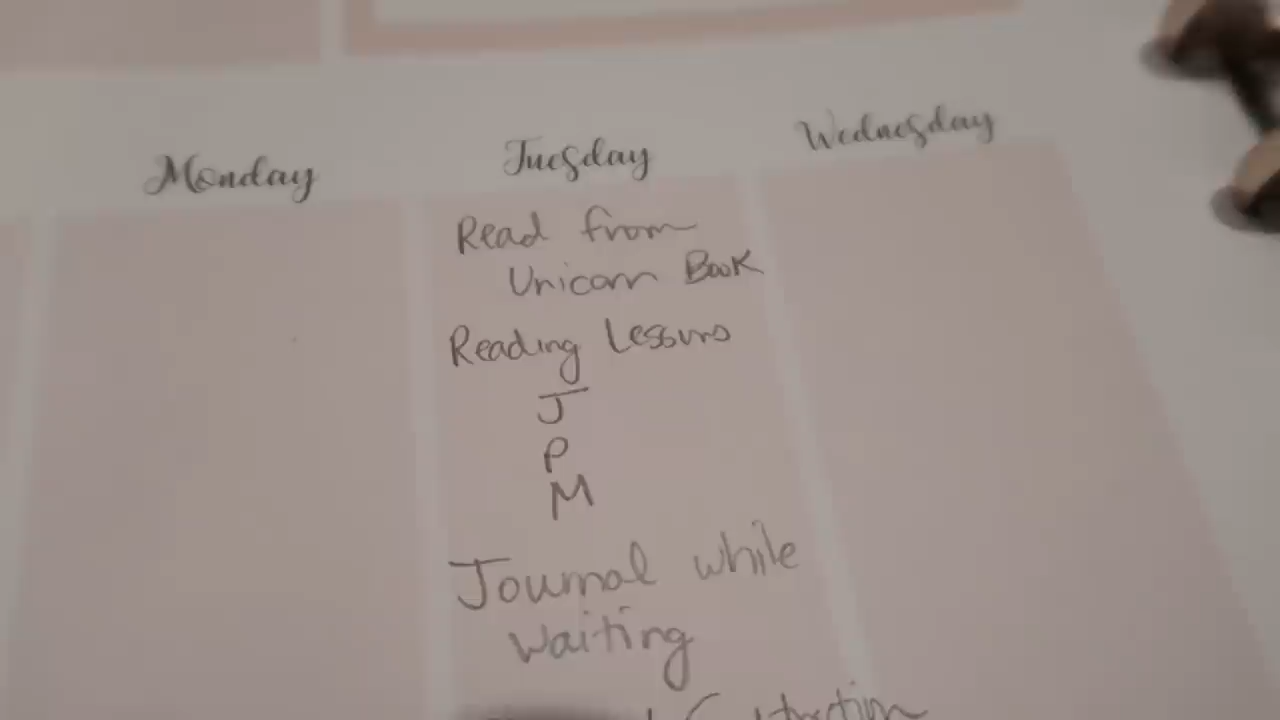 Monday Tuesday Wednesday
Read from
Unicorn Book
Reading Lessons
J
P
M
Journal while
Waiting